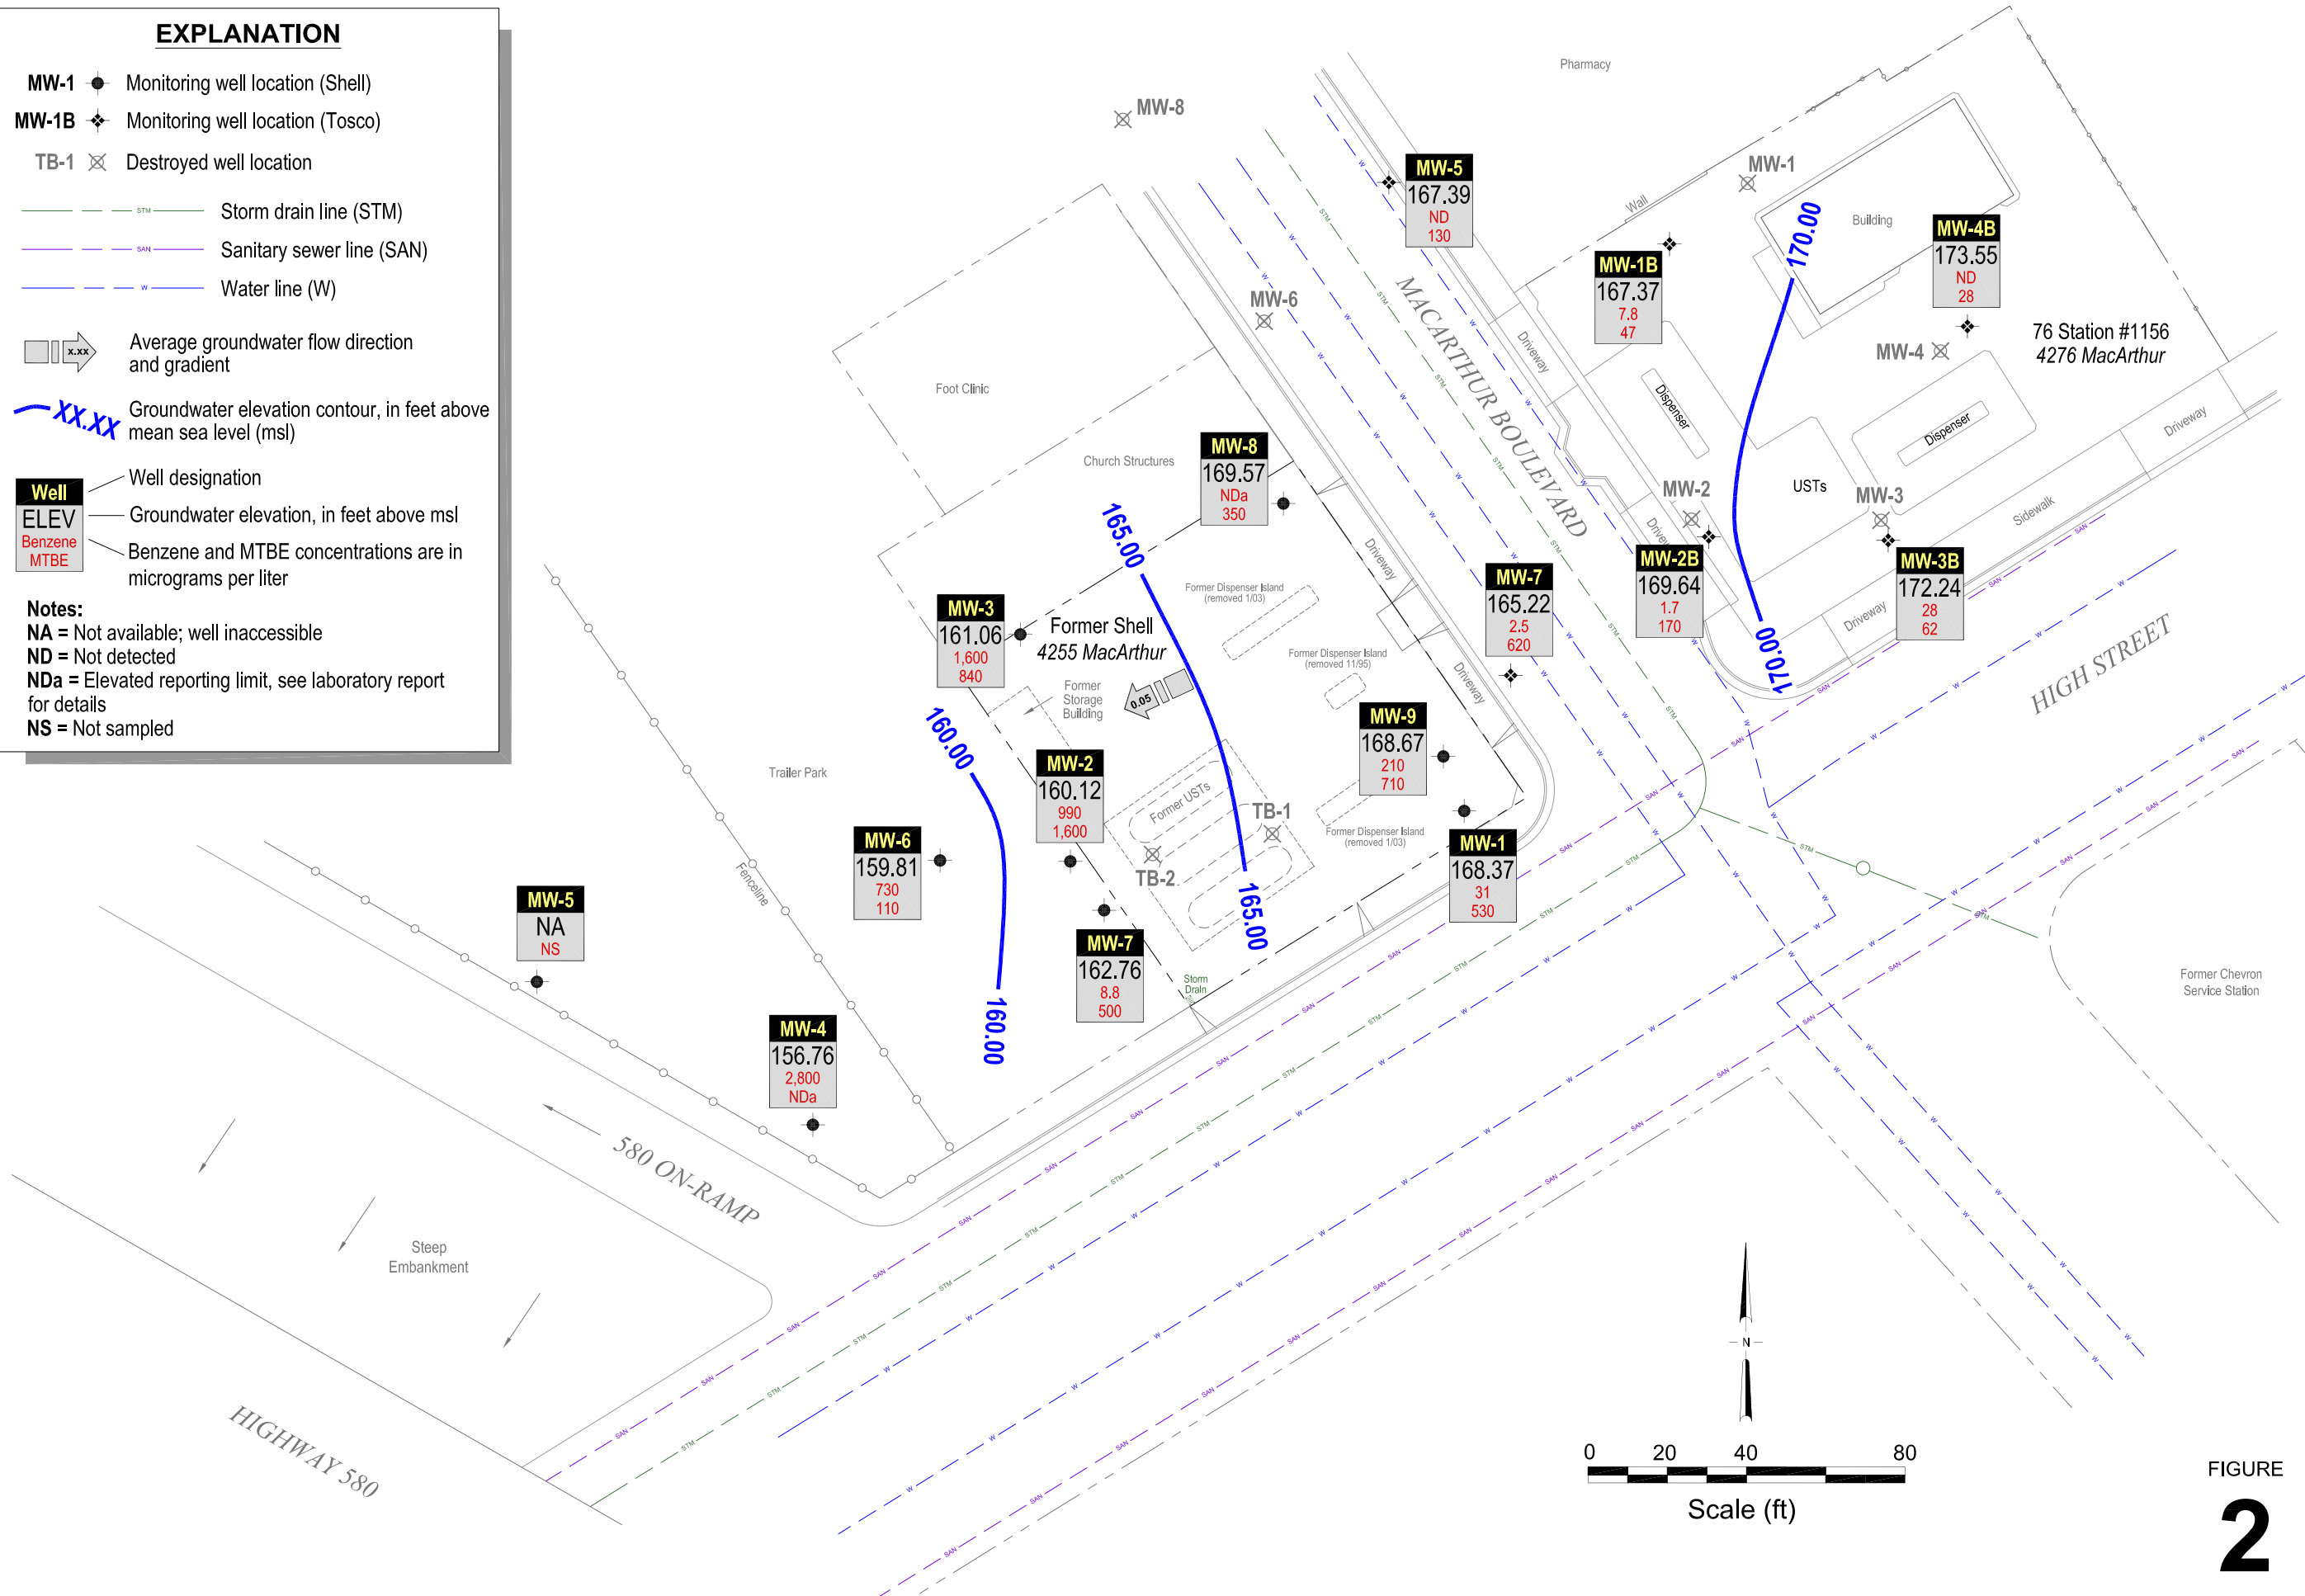 EXPLANATION
MW-1 Monitoring well location (Shell)
MW-1B Monitoring well location (Tosco)
TB-1 Destroyed well location
STM Storm drain line (STM)
SAN Sanitary sewer line (SAN)
W Water line (W)
x.xx Average groundwater flow direction
and gradient
XX.XX Groundwater elevation contour, in feet above
mean sea level (msl)
Well
ELEV
Benzene
MTBE
Well designation
Groundwater elevation, in feet above msl
Benzene and MTBE concentrations are in
micrograms per liter
Notes:
NA = Not available; well inaccessible
ND = Not detected
NDa = Elevated reporting limit, see laboratory report
for details
NS = Not sampled
Pharmacy
MW-8
MW-1
Wall
Building
MW-5
167.39
ND
130
MW-1B
167.37
7.8
47
MW-4B
173.55
ND
28
170.00
MW-6
MACARTHUR BOULEVARD
Driveway
Dispenser
MW-4
76 Station #1156
4276 MacArthur
Dispenser
Driveway
Foot Clinic
Church Structures
MW-8
169.57
NDa
350
165.00
Driveway
MW-2
USTs
MW-3
Sidewalk
Driveway
MW-2B
169.64
1.7
170
MW-3B
172.24
28
62
Driveway
170.00
HIGH STREET
MW-7
165.22
2.5
620
Former Dispenser Island
(removed 1/03)
MW-3
161.06
1,600
840
Former Shell
4255 MacArthur
Former Dispenser Island
(removed 11/95)
Driveway
Former
Storage
Building
0.05
160.00
MW-9
168.67
210
710
Trailer Park
MW-2
160.12
990
1,600
Former USTs
TB-1
TB-2
Former Dispenser Island
(removed 1/03)
MW-1
168.37
31
530
MW-6
159.81
730
110
Fenceline
MW-5
NA
NS
165.00
MW-7
162.76
8.8
500
Storm
Drain
160.00
Former Chevron
Service Station
MW-4
156.76
2,800
NDa
580 ON-RAMP
Steep
Embankment
HIGHWAY 580
N
0 20 40 80
Scale (ft)
FIGURE
2